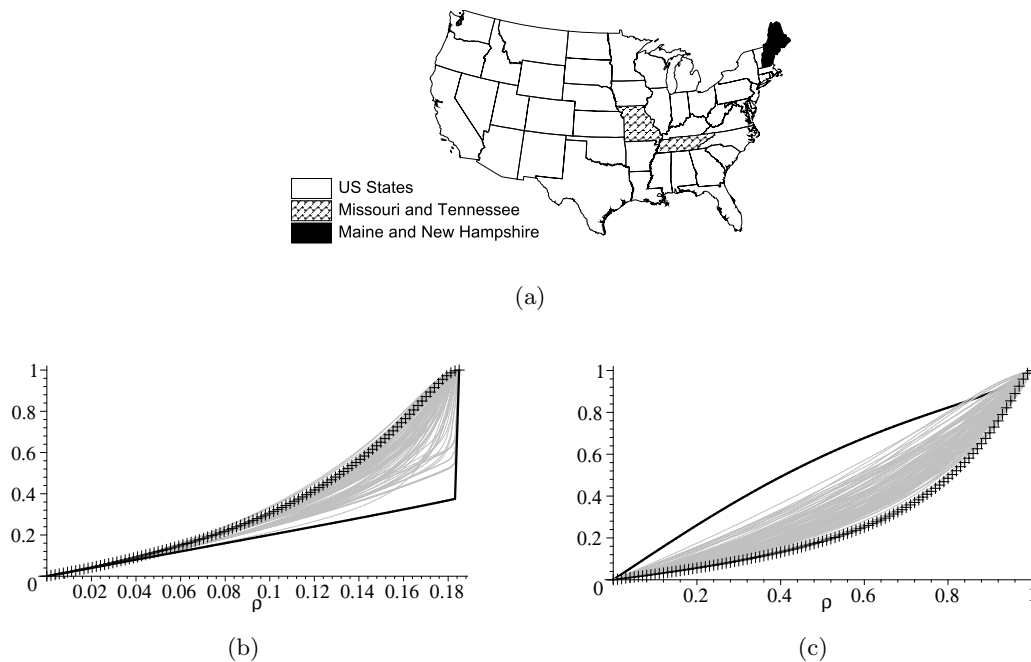 US States
Missouri and Tennessee
Maine and New Hampshire
(a)
1
0.8
0.6
0.4
0.2
0
0.02 0.04 0.06 0.08 0.1 0.12 0.14 0.16 0.18
ρ
(b)
1
0.8
0.6
0.4
0.2
0
0.2 0.4 0.6 0.8
ρ
(c)